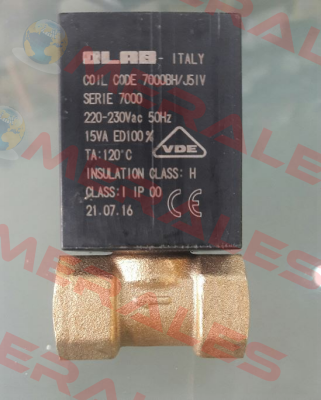 OLAB - ITALY
COIL CODE 7000BH/J51V
SERIE 7000
220-230Vac 50Hz
15VA ED100%
TA:120°C
INSULATION CLASS: H
CLASS:I IP 00
21.07.16
VDE
CE
MERALES